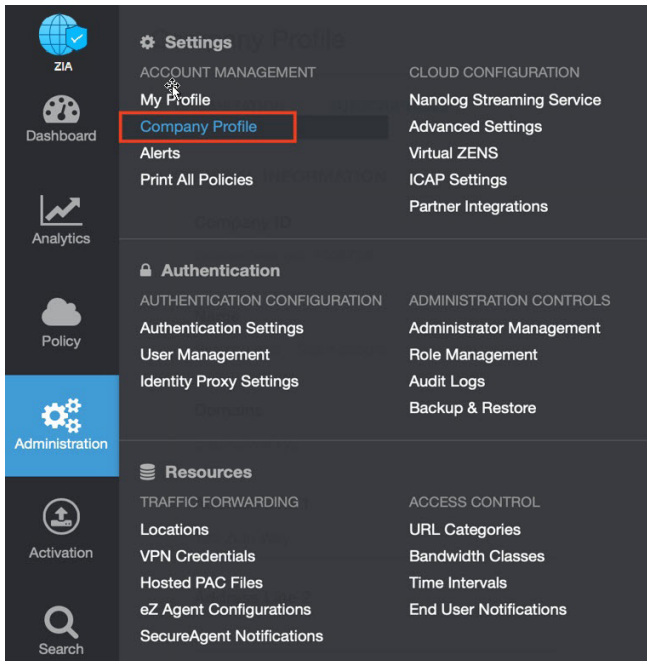 ZIA
Dashboard
Analytics
Policy
Administration
Activation
Search
Settings
ACCOUNT MANAGEMENT
My Profile
Company Profile
Alerts
Print All Policies
CLOUD CONFIGURATION
Nanolog Streaming Service
Advanced Settings
Virtual ZENS
ICAP Settings
Partner Integrations
Authentication
AUTHENTICATION CONFIGURATION
Authentication Settings
User Management
Identity Proxy Settings
ADMINISTRATION CONTROLS
Administrator Management
Role Management
Audit Logs
Backup & Restore
Resources
TRAFFIC FORWARDING
Locations
VPN Credentials
Hosted PAC Files
eZ Agent Configurations
SecureAgent Notifications
ACCESS CONTROL
URL Categories
Bandwidth Classes
Time Intervals
End User Notifications
Company ID
Domains